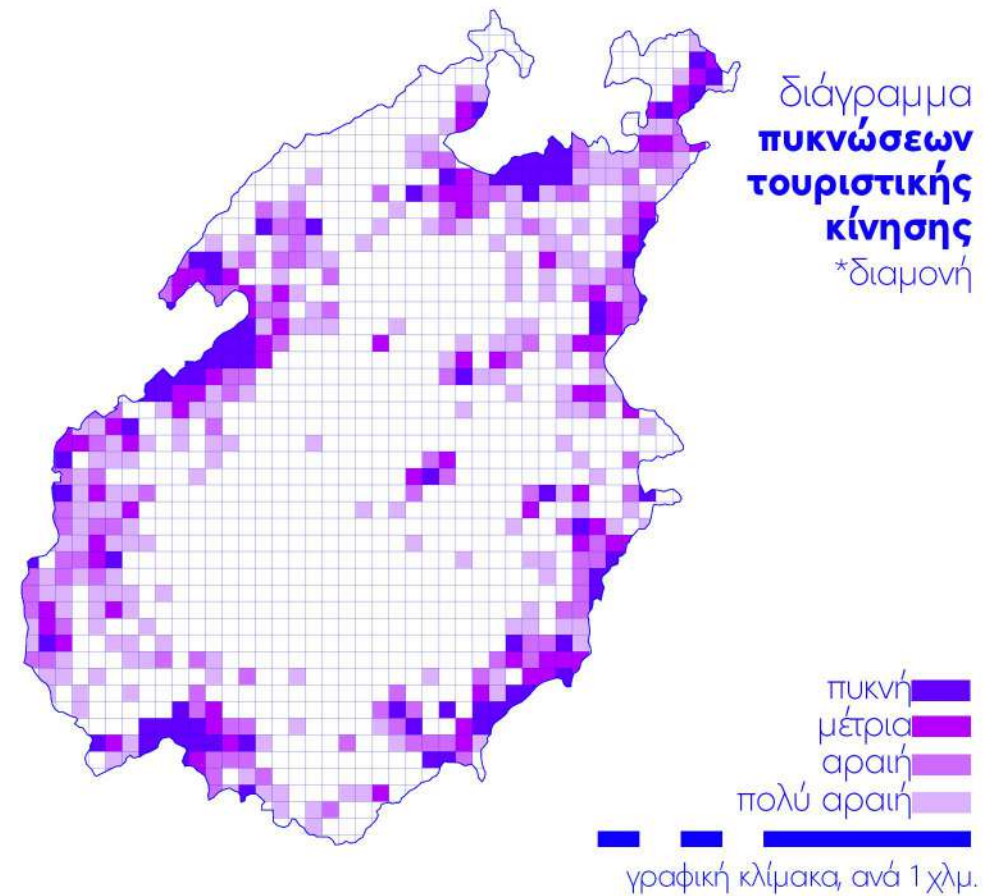 διάγραμμα
πυκνώσεων
τουριστικής
κίνησης
*διαμονή
πυκνή
μέτρια
αραιή
πολύ αραιή
γραφική κλίμακα, ανά 1 χλμ.